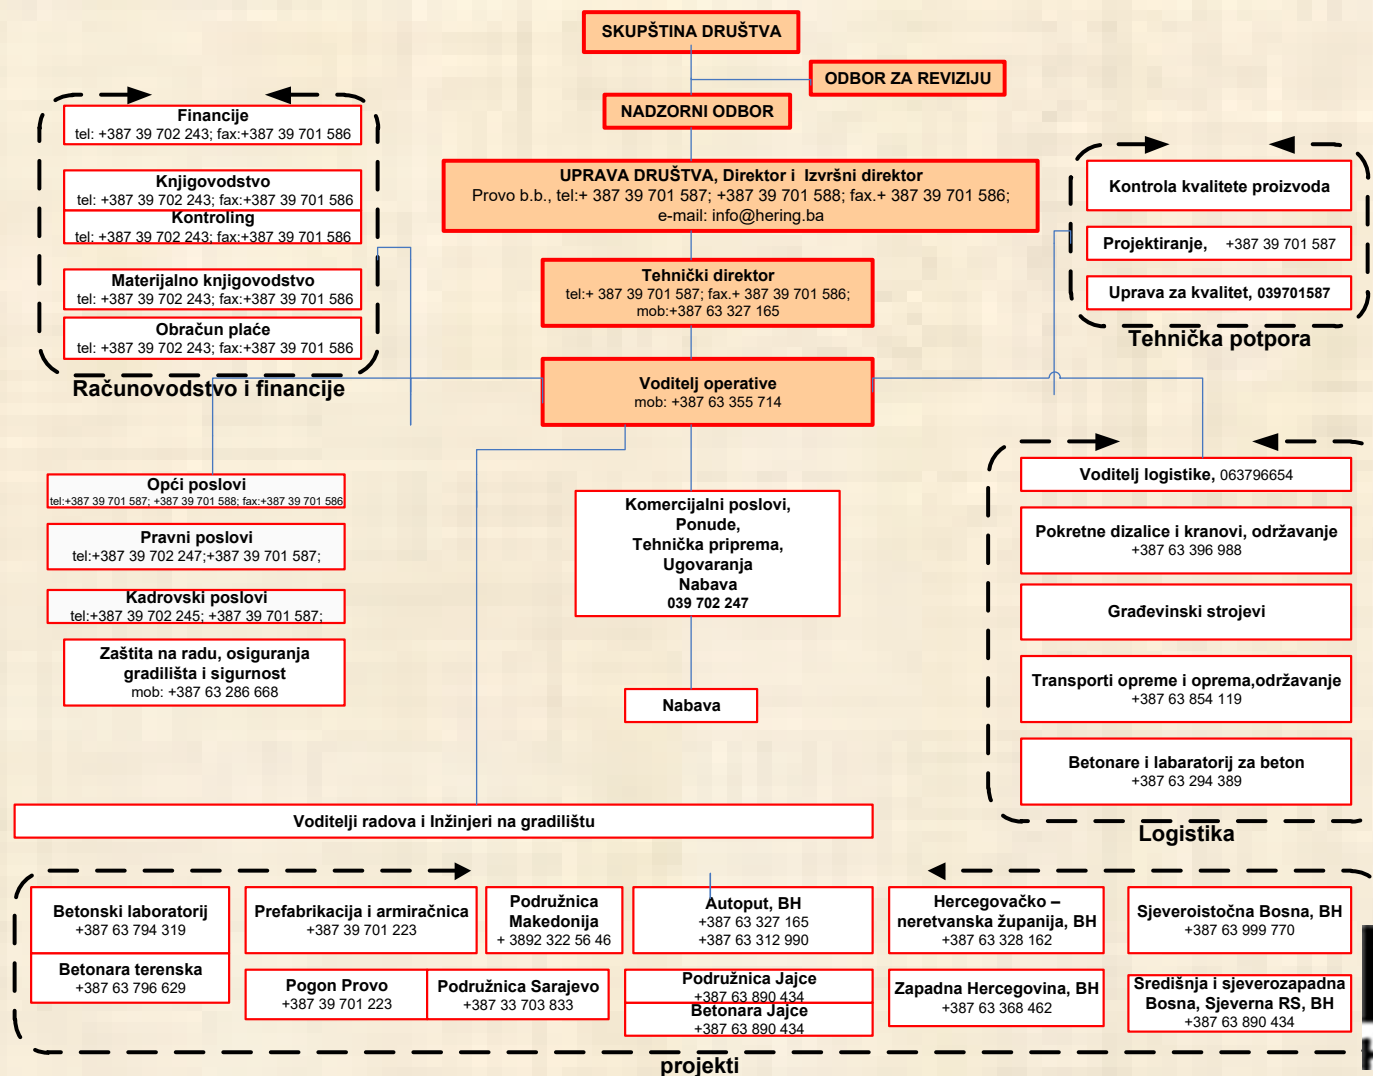 SKUPŠTINA DRUŠTVA
ODBOR ZA REVIZIJU
NADZORNI ODBOR
UPRAVA DRUŠTVA, Direktor i Izvršni direktor
Provo b.b., tel:+ 387 39 701 587; +387 39 701 588; fax.+ 387 39 701 586;
e-mail: info@hering.ba
Tehnički direktor
tel:+ 387 39 701 587; fax.+ 387 39 701 586;
mob:+387 63 327 165
Voditelj operative
mob: +387 63 355 714
Financije
tel: +387 39 702 243; fax:+387 39 701 586
Knjigovodstvo
tel: +387 39 702 243; fax:+387 39 701 586
Kontroling
tel: +387 39 702 243; fax:+387 39 701 586
Materijalno knjigovodstvo
tel: +387 39 702 243; fax:+387 39 701 586
Obračun plaće
tel: +387 39 702 243; fax:+387 39 701 586
Računovodstvo i financije
Kontrola kvalitete proizvoda
Projektiranje, +387 39 701 587
Uprava za kvalitet, 039701587
Tehnička potpora
Opći poslovi
tel:+387 39 701 587; +387 39 701 588; fax:+387 39 701 586
Pravni poslovi
tel:+387 39 702 247;+387 39 701 587;
Kadrovski poslovi
tel:+387 39 702 245; +387 39 701 587;
Zaštita na radu, osiguranja
gradilišta i sigurnost
mob: +387 63 286 668
Komercijalni poslovi,
Ponude,
Tehnička priprema,
Ugovaranja
Nabava
039 702 247
Nabava
Voditelj logistike, 063796654
Pokretne dizalice i kranovi, održavanje
+387 63 396 988
Građevinski strojevi
Transporti opreme i oprema,održavanje
+387 63 854 119
Betonare i labaratorij za beton
+387 63 294 389
Logistika
Voditelji radova i Inžinjeri na gradilištu
Betonski laboratorij
+387 63 794 319
Betonara terenska
+387 63 796 629
Prefabrikacija i armiračnica
+387 39 701 223
Pogon Provo
+387 39 701 223
Podružnica
Makedonija
+ 3892 322 56 46
Podružnica Sarajevo
+387 33 703 833
Autoput, BH
+387 63 327 165
+387 63 312 990
Podružnica Jajce
+387 63 890 434
Betonara Jajce
+387 63 890 434
Hercegovačko –
neretvanska županija, BH
+387 63 328 162
Zapadna Hercegovina, BH
+387 63 368 462
Sjeveroistočna Bosna, BH
+387 63 999 770
Središnja i sjeverozapadna
Bosna, Sjeverna RS, BH
+387 63 890 434
projekti